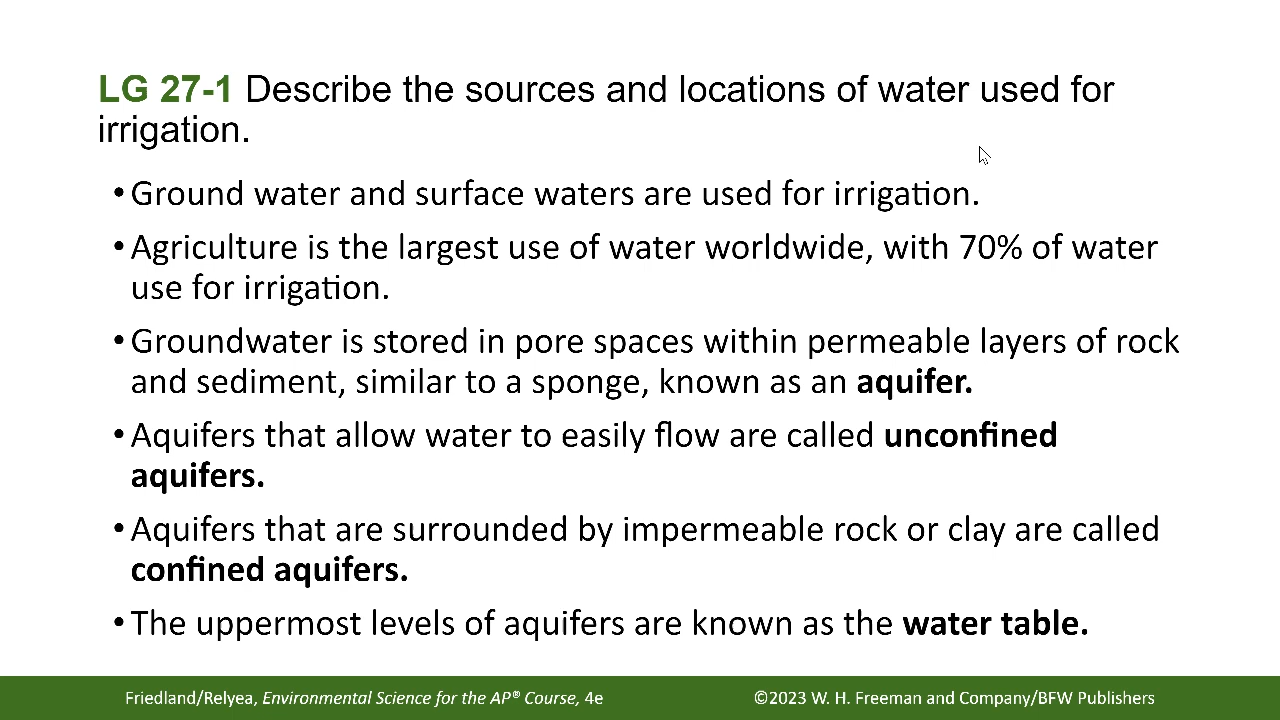 LG 27-1 Describe the sources and locations of water used for
irrigation.
•Ground water and surface waters are used for irrigation.
•Agriculture is the largest use of water worldwide, with 70% of water
use for irrigation.
•Groundwater is stored in pore spaces within permeable layers of rock
and sediment, similar to a sponge, known as an aquifer.
•Aquifers that allow water to easily flow are called unconfined
aquifers.
•Aquifers that are surrounded by impermeable rock or clay are called
confined aquifers.
•The uppermost levels of aquifers are known as the water table.
Friedland/Relyea, Environmental Science for the AP® Course, 4e
©2023 W. H. Freeman and Company/BFW Publishers